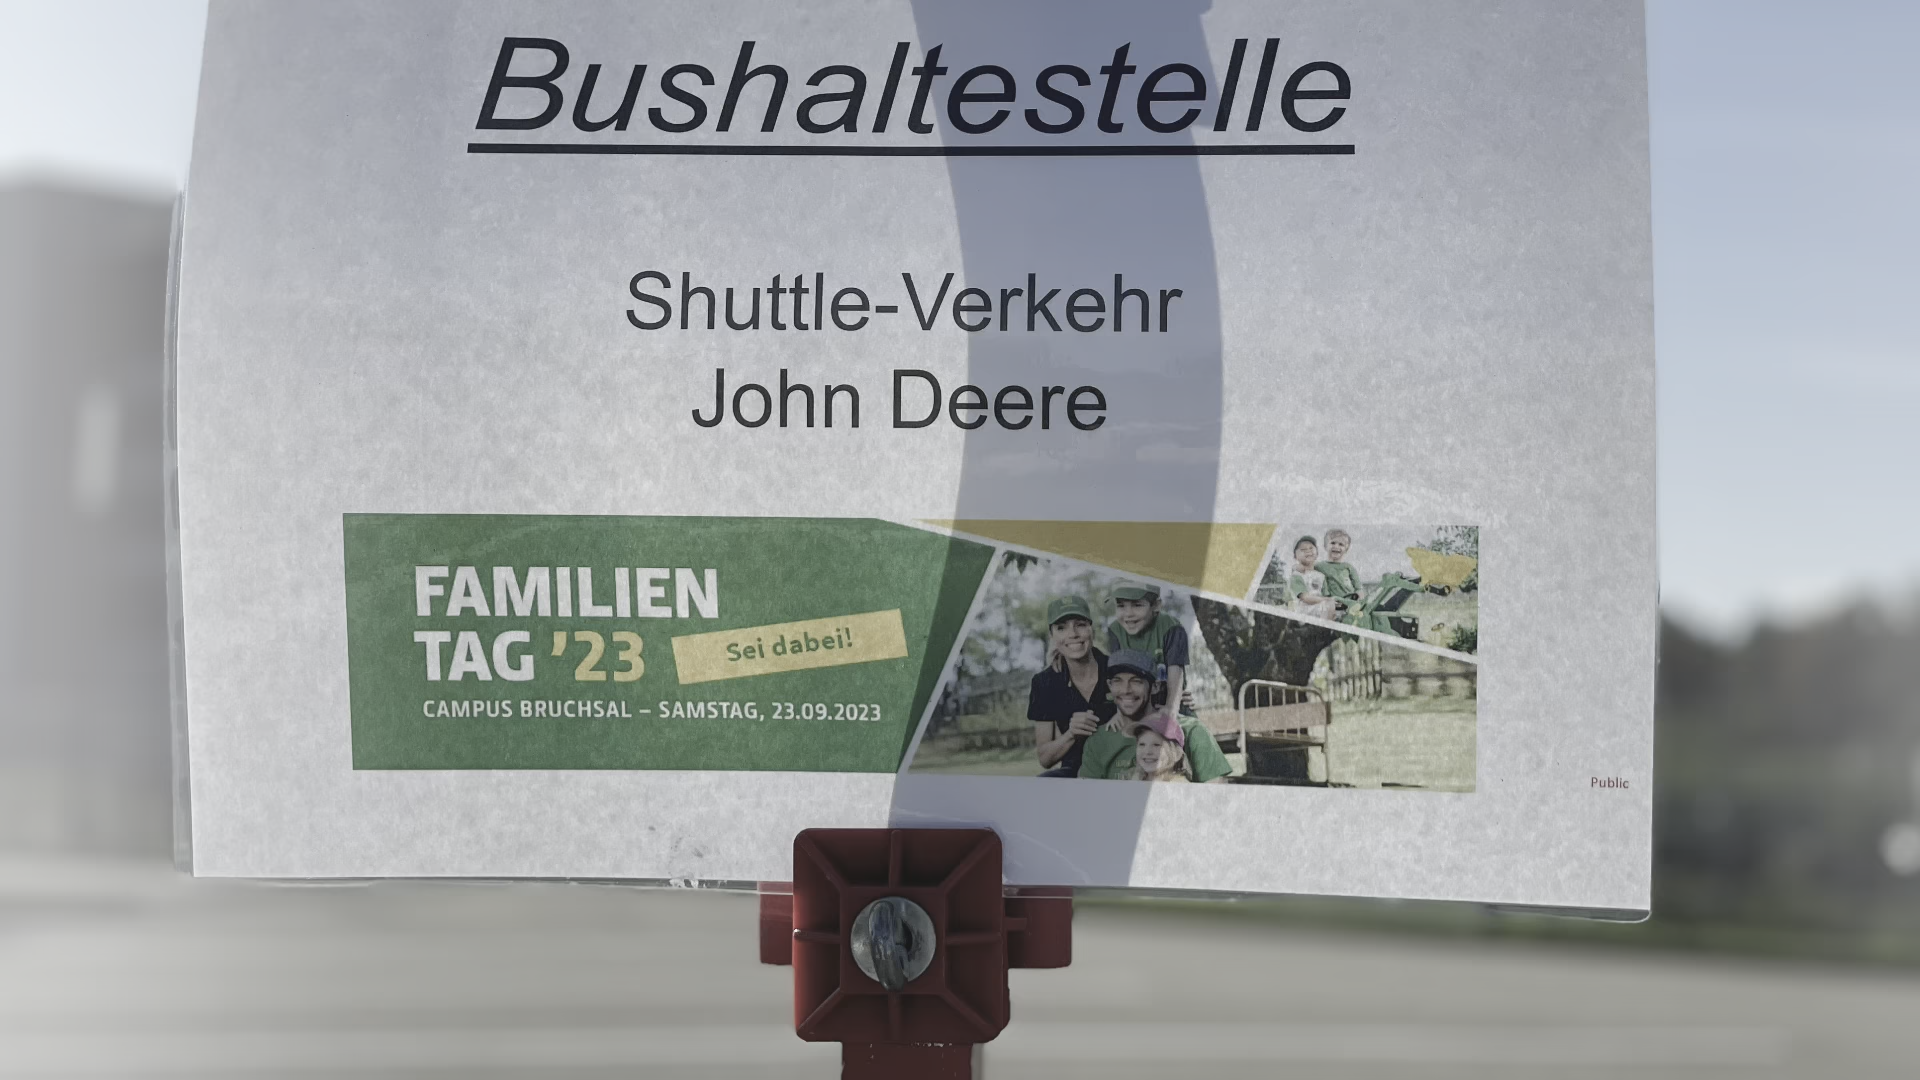 Bushaltestelle
Shuttle-Verkehr
John Deere
FAMILIEN
TAG ’23
Sei dabei!
CAMPUS BRUCHSAL – SAMSTAG, 23.09.2023
Public